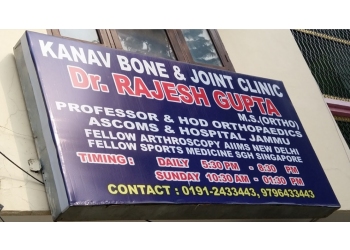 KANAV BONE & JOINT CLINIC
Dr. RAJESH GUPTA
M.S.(ORTHO)
PROFESSOR & HOD ORTHOPAEDICS
ASCOMS & HOSPITAL JAMMU
FELLOW ARTHROSCOPY AIIMS NEW DELHI
FELLOW SPORTS MEDICINE SGH SINGAPORE
TIMING : DAILY 5:30 PM - 8:30 PM
SUNDAY 10:30 AM - 01:30 PM
CONTACT : 0191-2433443, 9796433443